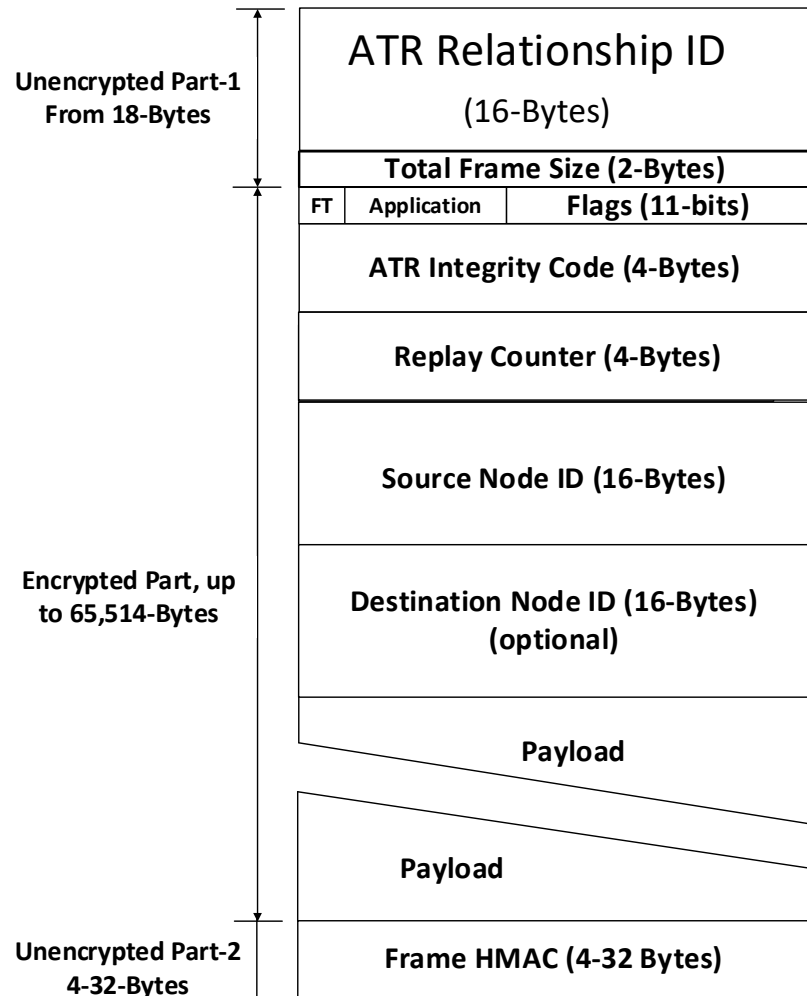 Unencrypted Part-1
From 18-Bytes
ATR Relationship ID
(16-Bytes)
Total Frame Size (2-Bytes)
FT
Application
Flags (11-bits)
ATR Integrity Code (4-Bytes)
Replay Counter (4-Bytes)
Source Node ID (16-Bytes)
Encrypted Part, up
to 65,514-Bytes
Destination Node ID (16-Bytes)
(optional)
Payload
Payload
Unencrypted Part-2
4-32-Bytes
Frame HMAC (4-32 Bytes)